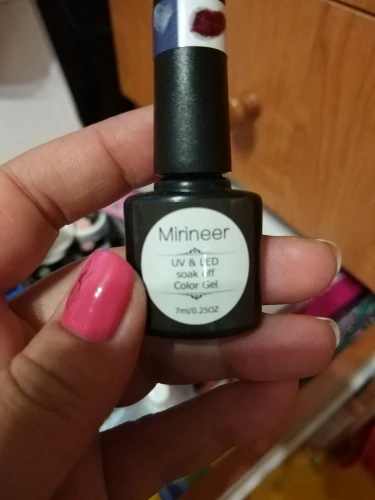 Mirineer
UV & LED
soak off
Color Gel
7ml/0.25OZ